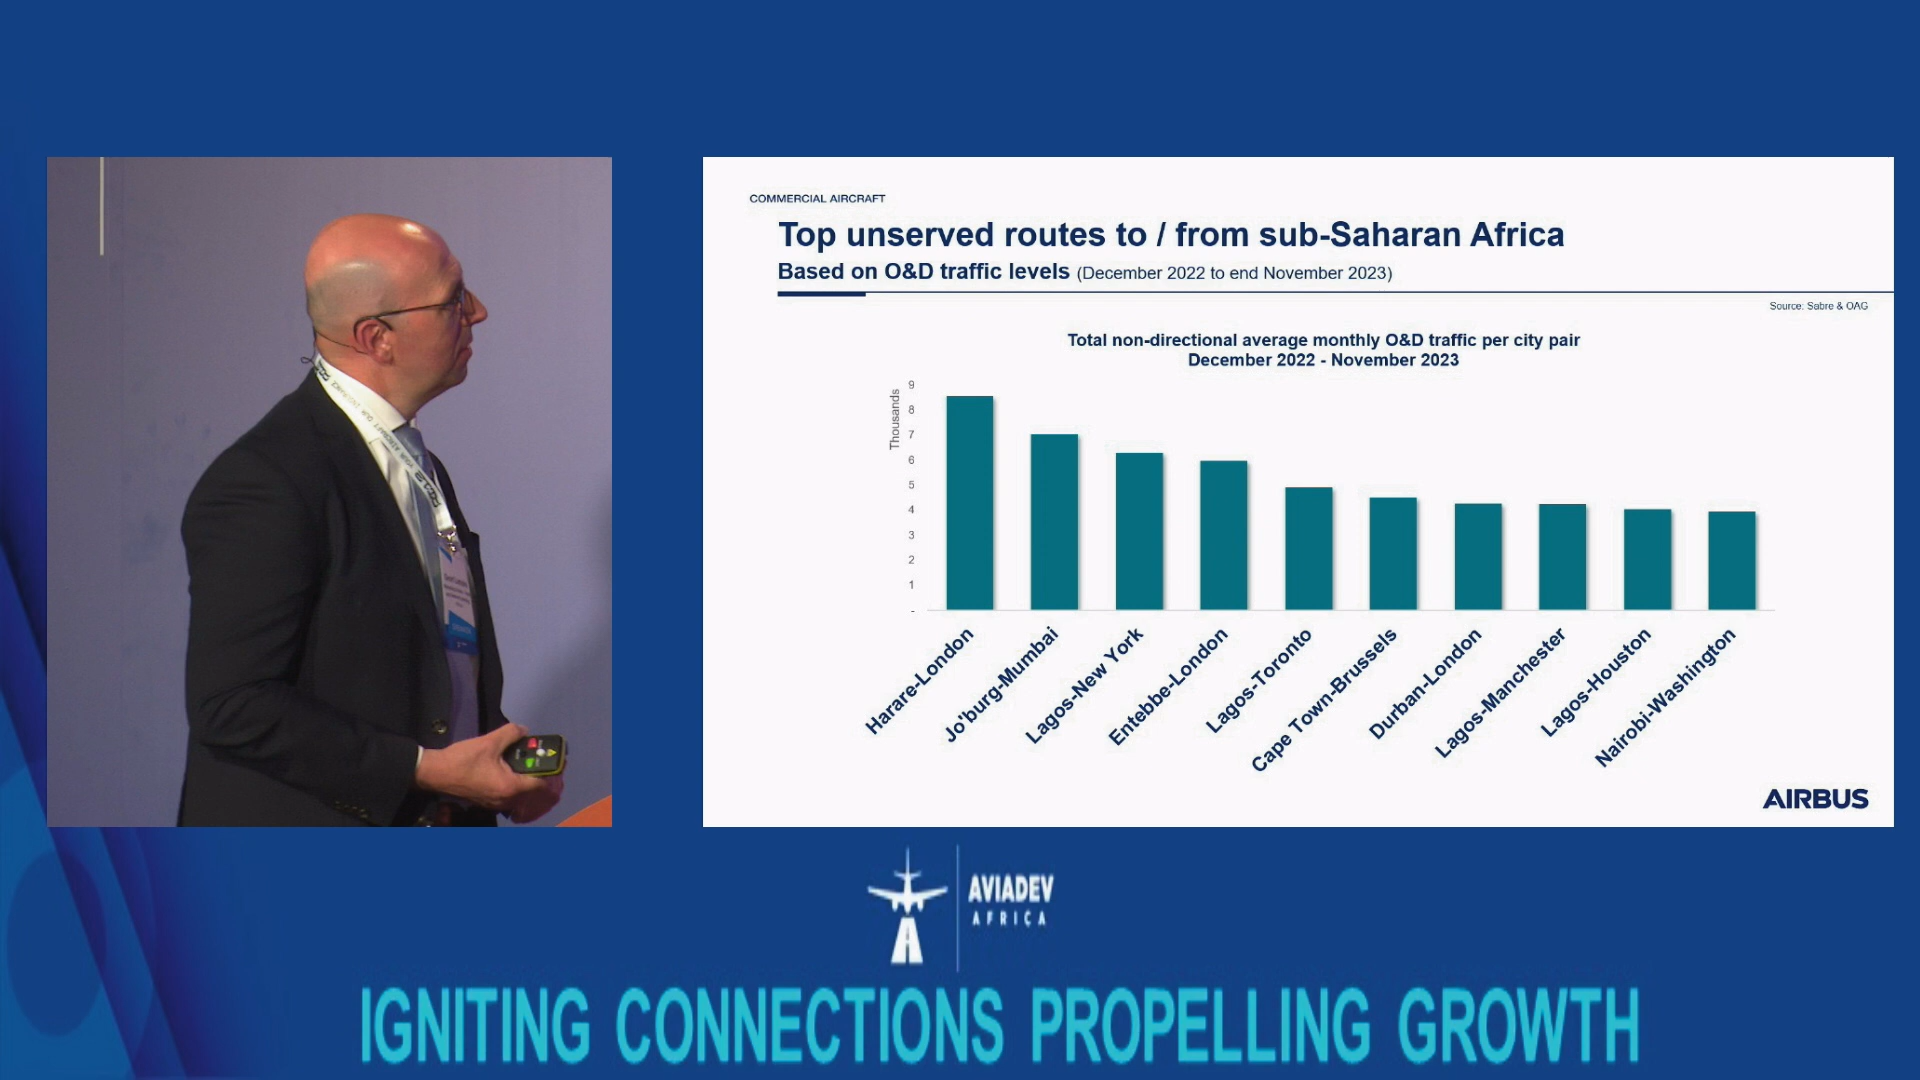 COMMERCIAL AIRCRAFT
Top unserved routes to / from sub-Saharan Africa
Based on O&D traffic levels (December 2022 to end November 2023)
Source: Sabre & OAG
Total non-directional average monthly O&D traffic per city pair
December 2022 - November 2023
Thousands
9
8
7
6
5
4
3
2
1
-
Harare-London
Jo'burg-Mumbai
Lagos-New York
Entebbe-London
Lagos-Toronto
Cape Town-Brussels
Durban-London
Lagos-Manchester
Lagos-Houston
Nairobi-Washington
AIRBUS
AVIADEV
AFRICA
IGNITING CONNECTIONS PROPELLING GROWTH